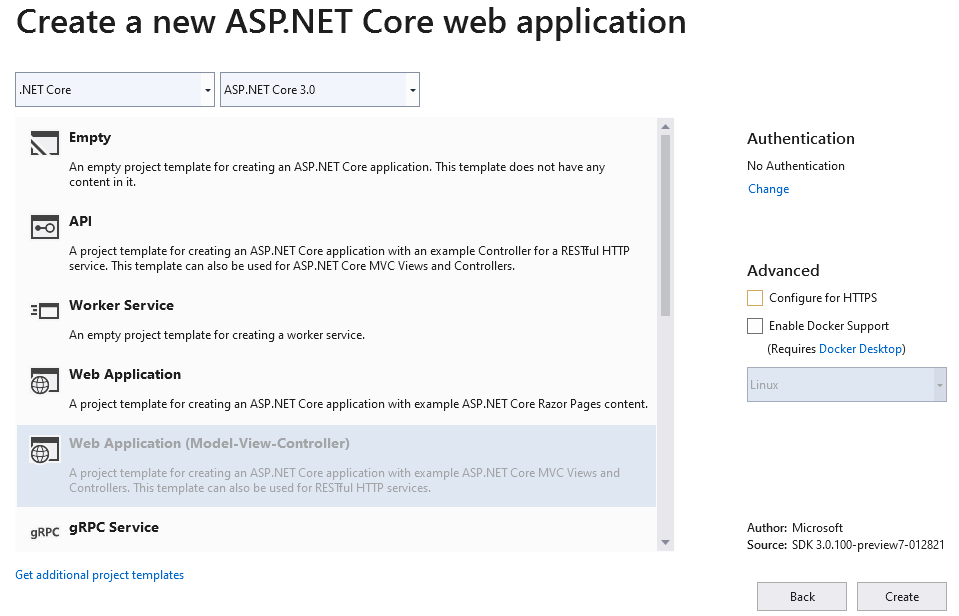 Create a new ASP.NET Core web application
.NET Core
ASP.NET Core 3.0
Empty
An empty project template for creating an ASP.NET Core application. This template does not have any
content in it.
API
A project template for creating an ASP.NET Core application with an example Controller for a RESTful HTTP
service. This template can also be used for ASP.NET Core MVC Views and Controllers.
Worker Service
An empty project template for creating a worker service.
Web Application
A project template for creating an ASP.NET Core application with example ASP.NET Core Razor Pages content.
Web Application (Model-View-Controller)
A project template for creating an ASP.NET Core application with example ASP.NET Core MVC Views and
Controllers. This template can also be used for RESTful HTTP services.
gRPC
gRPC Service
Get additional project templates
Authentication
No Authentication
Change
Advanced
Configure for HTTPS
Enable Docker Support
(Requires Docker Desktop)
Linux
Author: Microsoft
Source: SDK 3.0.100-preview7-012821
Back
Create